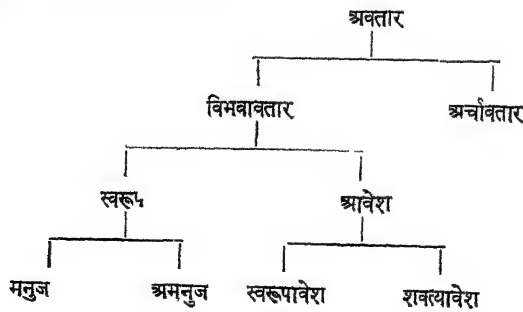 अवतार
विभवावतार अर्चावतार
स्वरूप आवेश
मनुज अमनुज स्वरूपावेश शक्त्यावेश